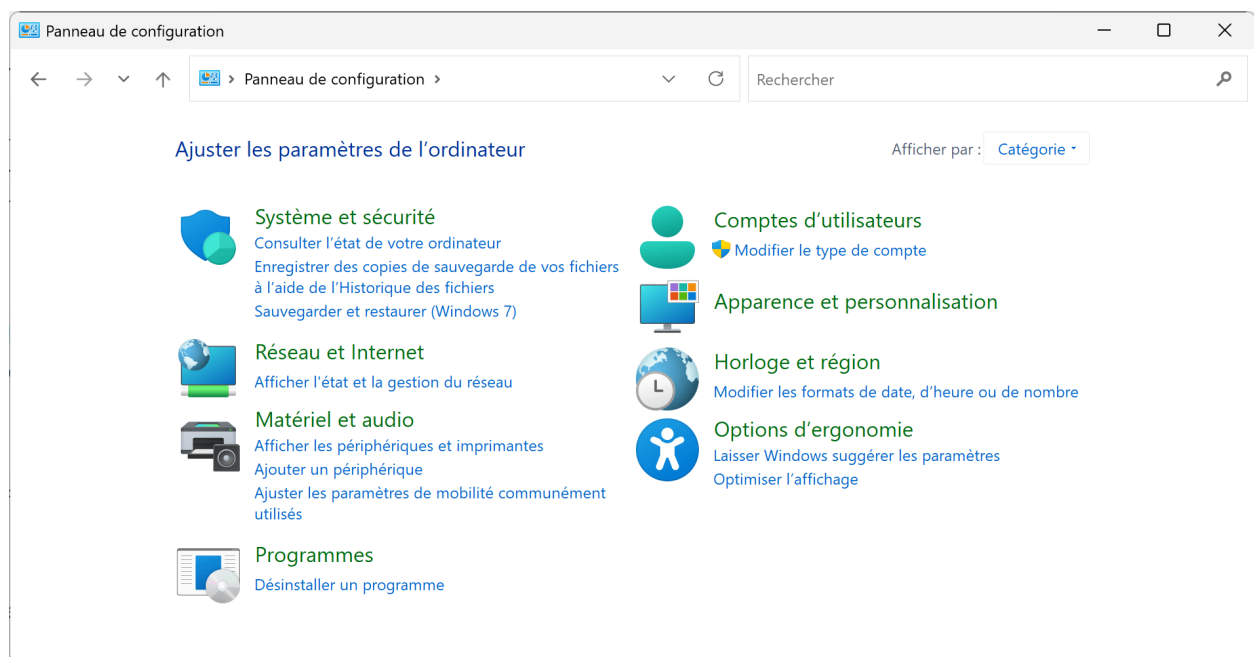 Panneau de configuration
Panneau de configuration
Rechercher
Ajuster les paramètres de l’ordinateur
Afficher par :
Catégorie
Système et sécurité
Consulter l’état de votre ordinateur
Enregistrer des copies de sauvegarde de vos fichiers
à l’aide de l’Historique des fichiers
Sauvegarder et restaurer (Windows 7)
Réseau et Internet
Afficher l'état et la gestion du réseau
Matériel et audio
Afficher les périphériques et imprimantes
Ajouter un périphérique
Ajuster les paramètres de mobilité communément
utilisés
Programmes
Désinstaller un programme
Comptes d’utilisateurs
Modifier le type de compte
Apparence et personnalisation
Horloge et région
Modifier les formats de date, d’heure ou de nombre
Options d’ergonomie
Laisser Windows suggérer les paramètres
Optimiser l’affichage